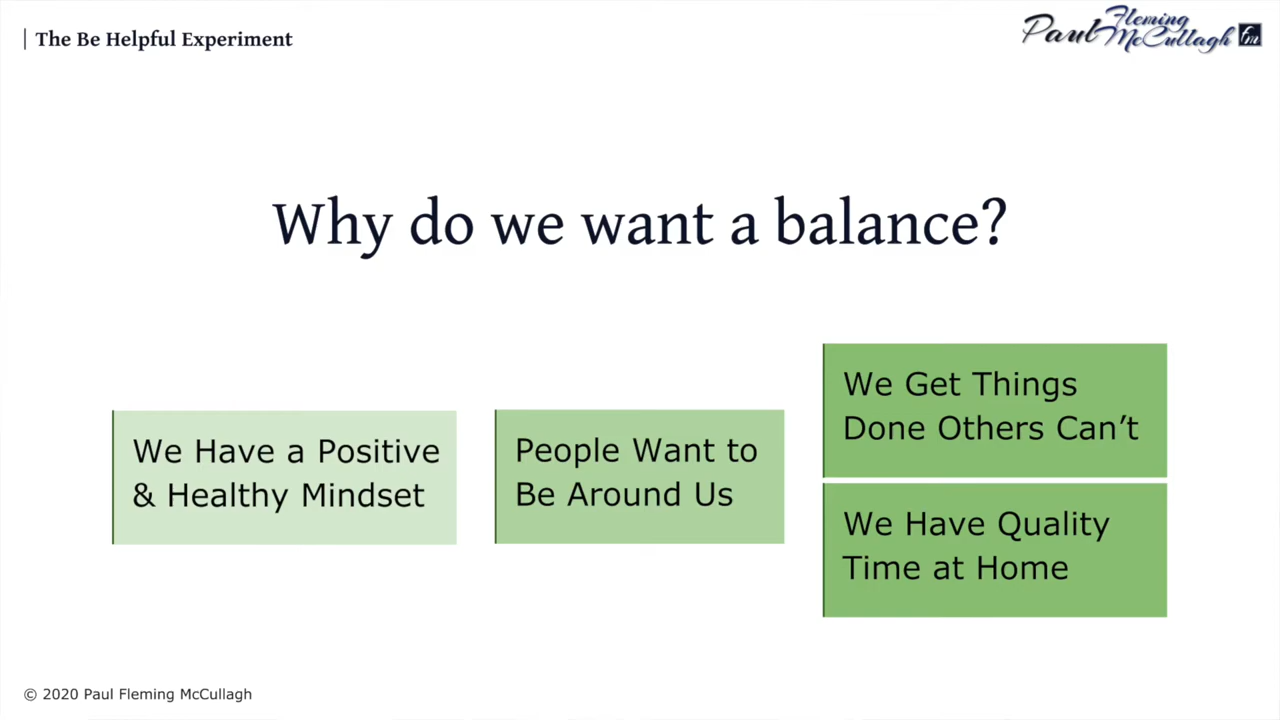 The Be Helpful Experiment
Paul Fleming McCullagh fm
Why do we want a balance?
We Have a Positive
& Healthy Mindset
People Want to
Be Around Us
We Get Things
Done Others Can’t
We Have Quality
Time at Home
© 2020 Paul Fleming McCullagh